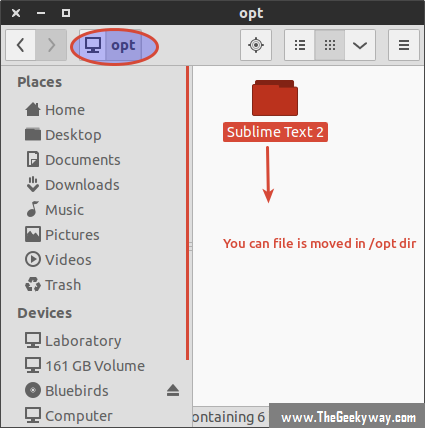 opt
opt
Places
Home
Desktop
Documents
Downloads
Music
Pictures
Videos
Trash
Devices
Laboratory
161 GB Volume
Bluebirds
Computer
Sublime Text 2
You can file is moved in /opt dir
ontaining 6
www.TheGeekyway.com